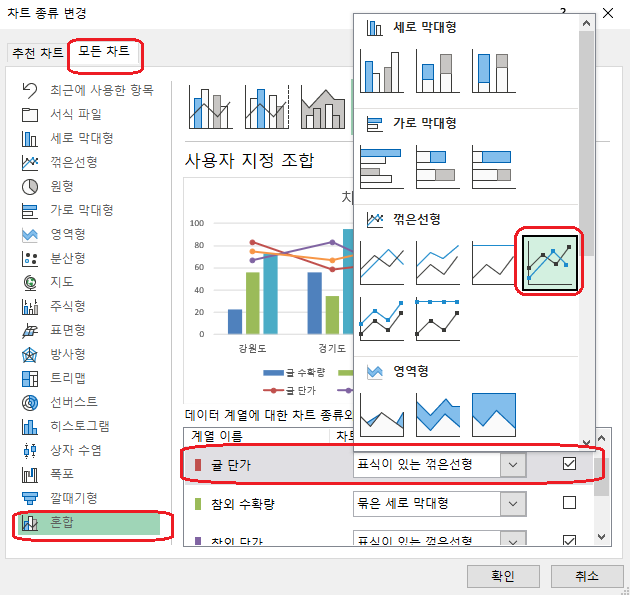 차트 종류 변경
?
추천 차트
모든 차트
최근에 사용한 항목
서식 파일
세로 막대형
꺾은선형
원형
가로 막대형
영역형
분산형
지도
주식형
표면형
방사형
트리맵
선버스트
히스토그램
상자 수염
폭포
깔때기형
혼합
사용자 지정 조합
차
100
80
60
40
20
0
강원도
경기도
귤 수확량
귤 단가
데이터 계열에 대한 차트 종류와
계열 이름
차트
귤 단가
표식이 있는 꺾은선형
참외 수확량
묶은 세로 막대형
참외 단가
표식이 있는 꺾은선형
세로 막대형
가로 막대형
꺾은선형
영역형
확인
취소